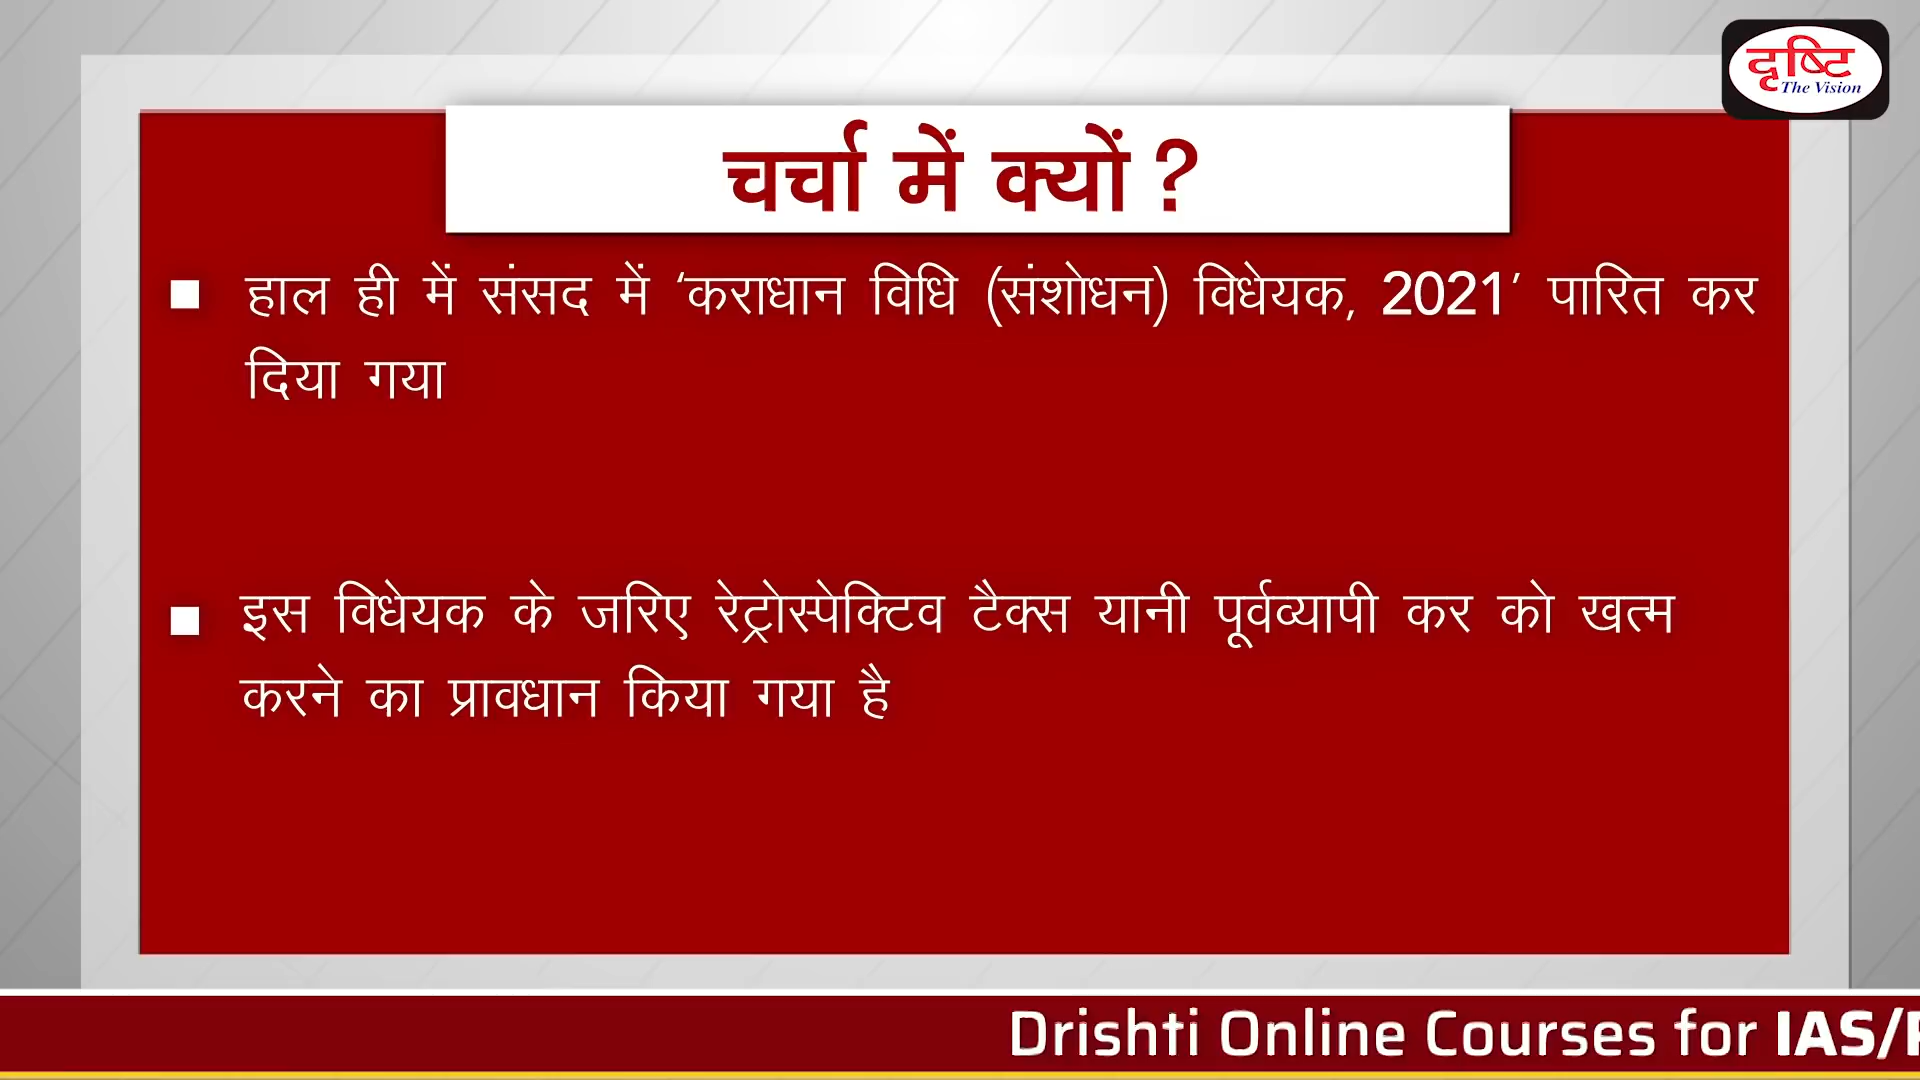 दृष्टि
The Vision
चर्चा में क्यों ?
■ हाल ही में संसद में ‘कराधान विधि (संशोधन) विधेयक, 2021’ पारित कर
दिया गया
■ इस विधेयक के जरिए रेट्रोस्पेक्टिव टैक्स यानी पूर्वव्यापी कर को खत्म
करने का प्रावधान किया गया है
Drishti Online Courses for IAS/